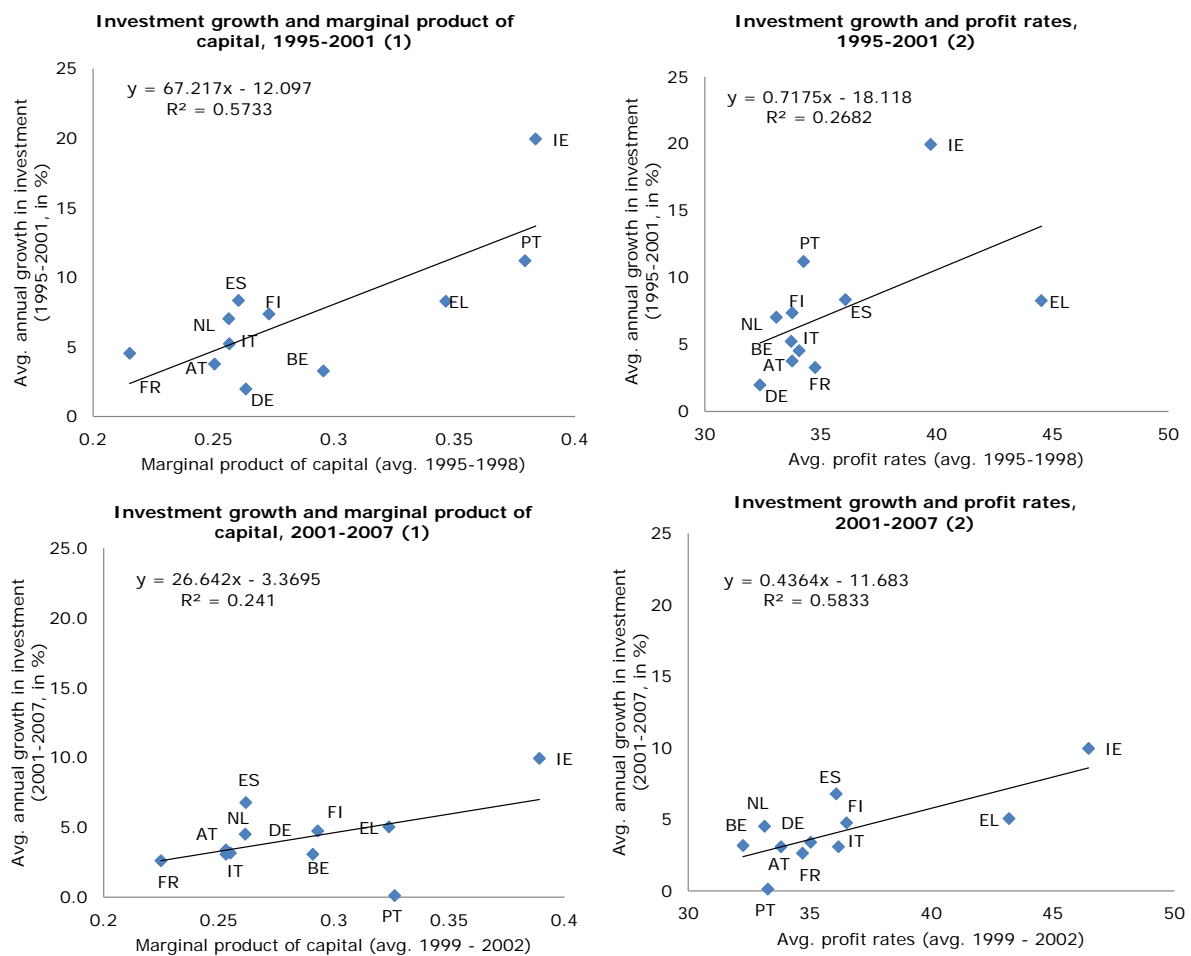 Investment growth and marginal product of
capital, 1995-2001 (1)
y = 67.217x - 12.097
R² = 0.5733
Avg. annual growth in investment
(1995-2001, in %)
25
20
15
10
5
0
IE
PT
ES
FI
EL
NL
IT
BE
AT
FR
DE
0.2
0.25
0.3
0.35
0.4
Marginal product of capital (avg. 1995-1998)
Investment growth and profit rates,
1995-2001 (2)
y = 0.7175x - 18.118
R² = 0.2682
Avg. annual growth in investment
(1995-2001, in %)
25
20
15
10
5
0
IE
PT
FI
EL
ES
NL
IT
BE
AT
FR
DE
30
35
40
45
50
Avg. profit rates (avg. 1995-1998)
Investment growth and marginal product of
capital, 2001-2007 (1)
y = 26.642x - 3.3695
R² = 0.241
Avg. annual growth in investment
(2001-2007, in %)
25.0
20.0
15.0
10.0
5.0
0.0
IE
ES
FI
NL
AT
DE
EL
IT
BE
FR
PT
0.2
0.25
0.3
0.35
0.4
Marginal product of capital (avg. 1999 - 2002)
Investment growth and profit rates,
2001-2007 (2)
y = 0.4364x - 11.683
R² = 0.5833
Avg. annual growth in investment
(2001-2007, in %)
25
20
15
10
5
0
IE
ES
NL
FI
BE
DE
EL
IT
AT
FR
PT
30
35
40
45
50
Avg. profit rates (avg. 1999 - 2002)